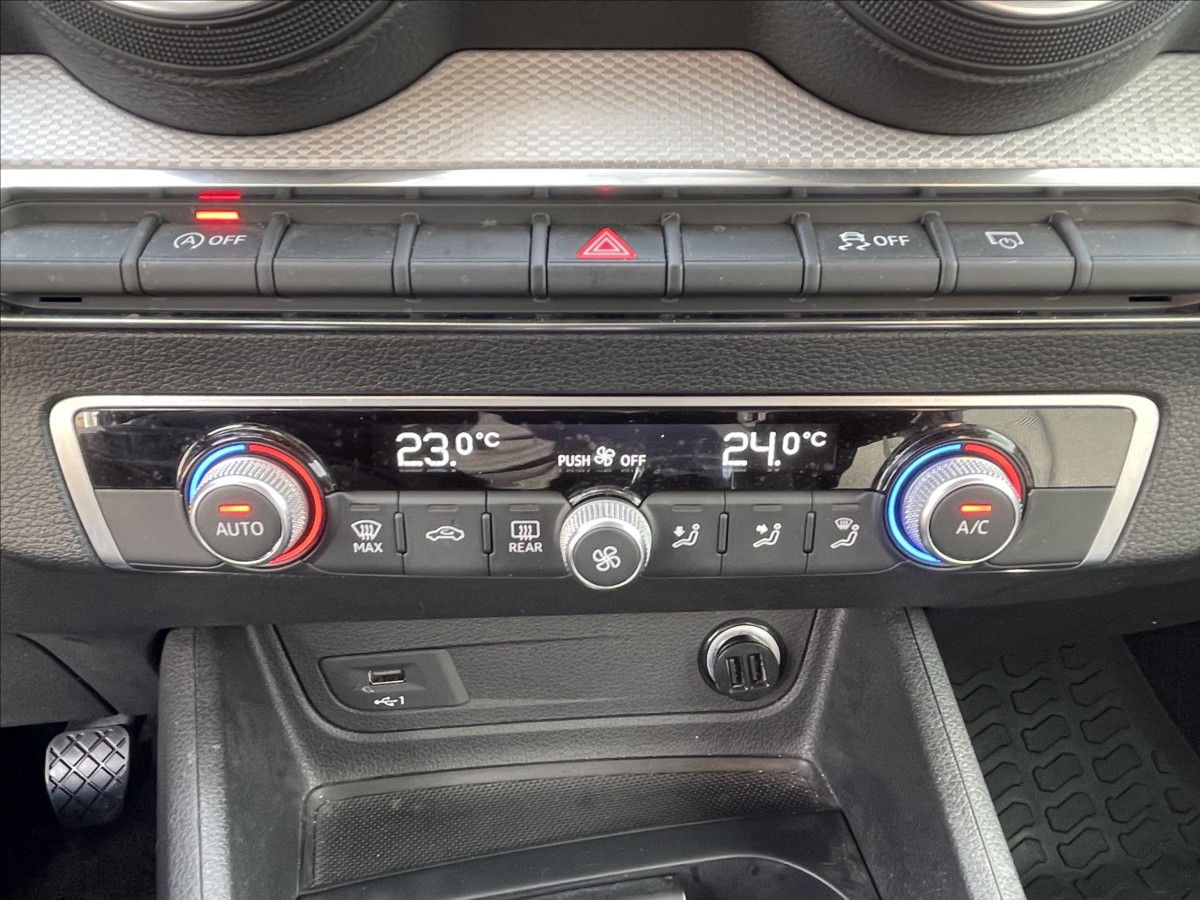 A OFF
OFF
23.0°C
PUSH OFF
24.0°C
AUTO
MAX
REAR
A/C
1